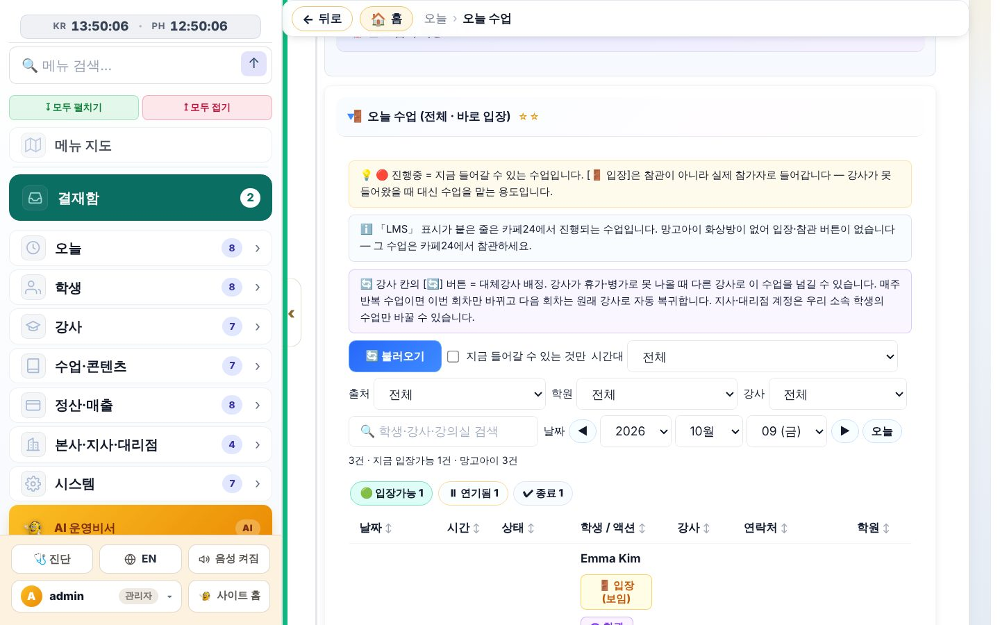 KR 13:50:06 • PH 12:50:06
메뉴 검색...
↧ 모두 펼치기
↥ 모두 접기
메뉴 지도
결재함 2
오늘 8
학생 8
강사 7
수업·콘텐츠 7
정산·매출 8
본사·지사·대리점 4
시스템 7
AI 운영비서 AI
진단
EN
음성 켜짐
A admin 관리자
사이트 홈
← 뒤로
홈
오늘 › 오늘 수업
오늘 수업 (전체 · 바로 입장) ☆ ☆
💡 🔴 진행중 = 지금 들어갈 수 있는 수업입니다. [🚪 입장]은 참관이 아니라 실제 참가자로 들어갑니다 — 강사가 못
들어왔을 때 대신 수업을 맡는 용도입니다.
ℹ️ 「LMS」 표시가 붙은 줄은 카페24에서 진행되는 수업입니다. 망고아이 화상방이 없어 입장·참관 버튼이 없습니다
— 그 수업은 카페24에서 참관하세요.
🔄 강사 칸의 [🔄] 버튼 = 대체강사 배정. 강사가 휴가·병가로 못 나올 때 다른 강사로 이 수업을 넘길 수 있습니다. 매주
반복 수업이면 이번 회차만 바뀌고 다음 회차는 원래 강사로 자동 복귀합니다. 지사·대리점 계정은 우리 소속 학생의
수업만 바꿀 수 있습니다.
🔄 불러오기 지금 들어갈 수 있는 것만 시간대 전체
출처 전체 학원 전체 강사 전체
🔍 학생·강사·강의실 검색 날짜 ◀ 2026 10월 09 (금) ▶ 오늘
3건 · 지금 입장가능 1건 · 망고아이 3건
🟢 입장가능 1 ⏸ 연기됨 1 ✔ 종료 1
날짜 ↕ 시간 ↕ 상태 ↕ 학생 / 액션 ↕ 강사 ↕ 연락처 ↕ 학원 ↕
Emma Kim
🚪 입장
(보임)